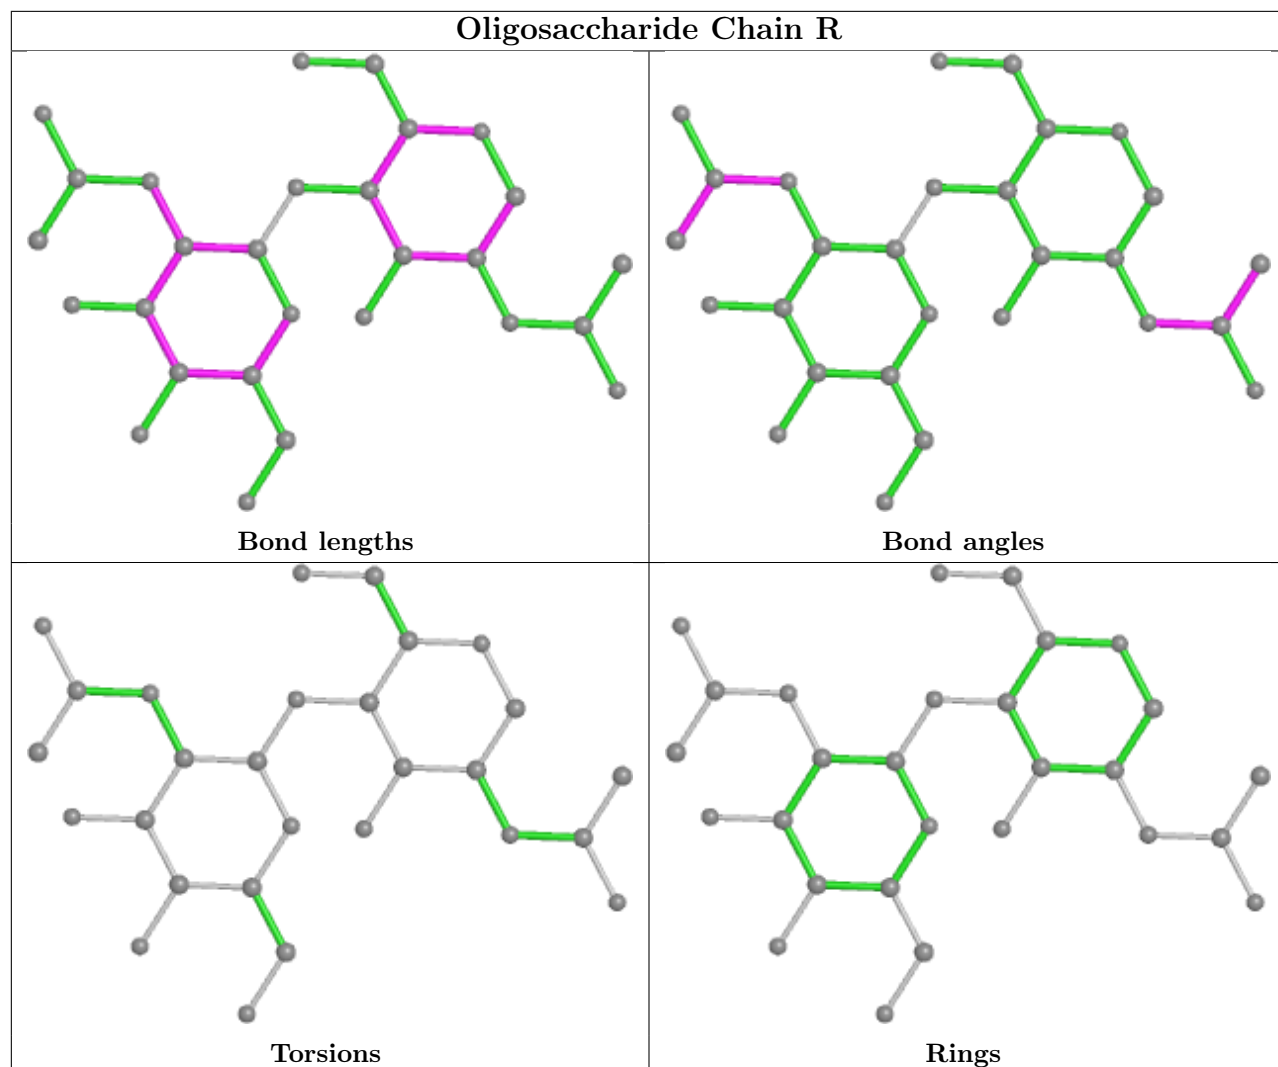 Oligosaccharide Chain R
Bond lengths
Bond angles
Torsions
Rings